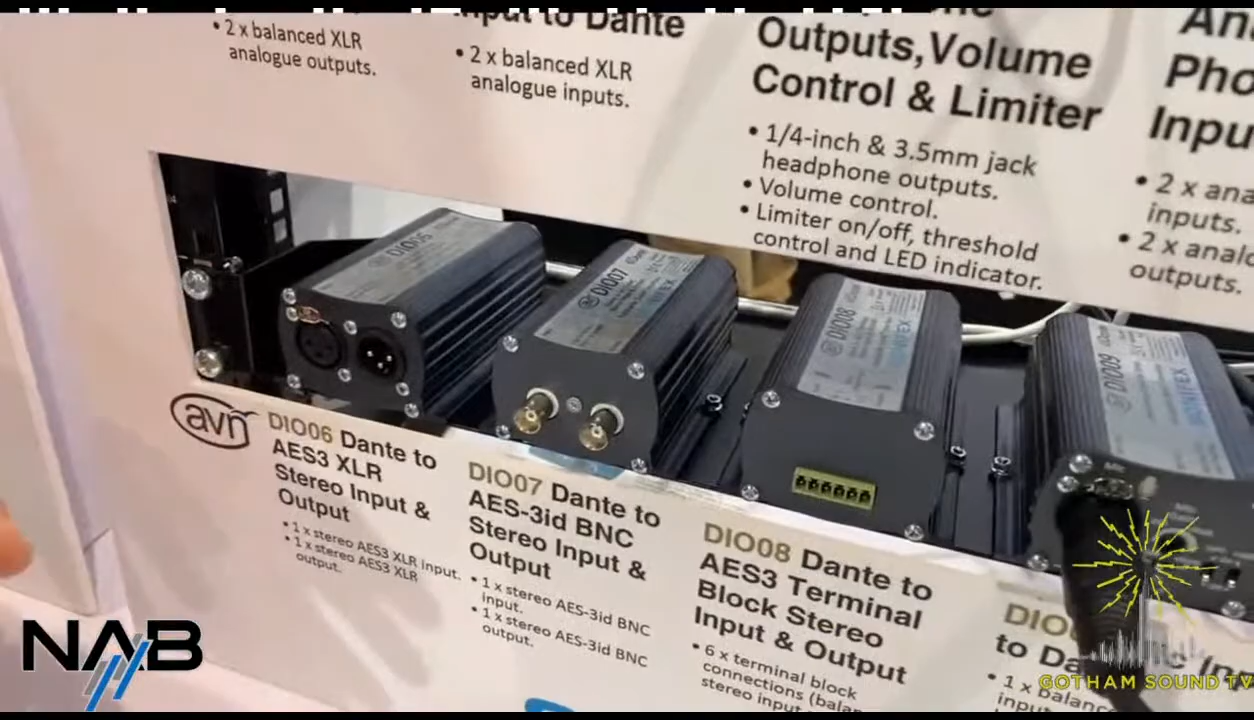 • 2 x balanced XLR
analogue outputs.
Input to Dante
• 2 x balanced XLR
analogue inputs.
Outputs, Volume
Control & Limiter
• 1/4-inch & 3.5mm jack
headphone outputs.
• Volume control.
• Limiter on/off, threshold
control and LED indicator.
• 2 x
inputs.
• 2 x
outputs.
DIO06
DIO07
DIO08
DIO09
avn
DIO06 Dante to
AES3 XLR
Stereo Input &
Output
• 1 x stereo AES3 XLR input.
• 1 x stereo AES3 XLR
output.
DIO07 Dante to
AES-3id BNC
Stereo Input &
Output
• 1 x stereo AES-3id BNC
input.
• 1 x stereo AES-3id BNC
output.
DIO08 Dante to
AES3 Terminal
Block Stereo
Input & Output
• 6 x terminal block
connections
stereo input
to
• 1 x balanced
NAB
GOTHAM SOUND TV